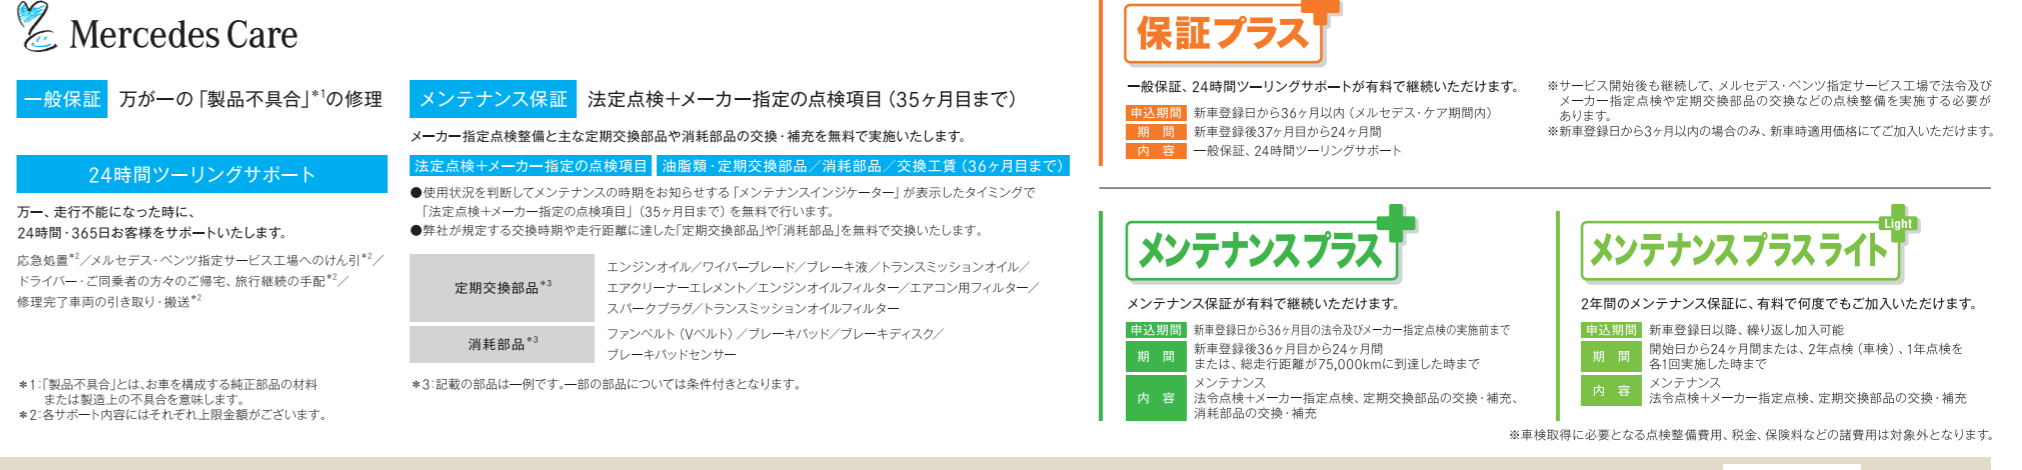 Mercedes Care
一般保証 万が一の「製品不具合」*1の修理
24時間ツーリングサポート
万一、走行不能になった時に、
24時間・365日お客様をサポートいたします。
応急処置*2／メルセデス・ベンツ指定サービス工場へのけん引*2／
ドライバー・ご同乗者の方々のご帰宅、旅行継続の手配*2／
修理完了車両の引き取り・搬送*2
*1:「製品不具合」とは、お車を構成する純正部品の材料
または製造上の不具合を意味します。
*2:各サポート内容にはそれぞれ上限金額がございます。
メンテナンス保証 法定点検＋メーカー指定の点検項目（35ヶ月目まで）
メーカー指定点検整備と主な定期交換部品や消耗部品の交換・補充を無料で実施いたします。
法定点検＋メーカー指定の点検項目 油脂類・定期交換部品／消耗部品／交換工賃（36ヶ月目まで）
●使用状況を判断してメンテナンスの時期をお知らせする「メンテナンスインジケーター」が表示したタイミングで
「法定点検＋メーカー指定の点検項目」（35ヶ月目まで）を無料で行います。
●弊社が規定する交換時期や走行距離に達した「定期交換部品」や「消耗部品」を無料で交換いたします。
定期交換部品*3
エンジンオイル／ワイパーブレード／ブレーキ液／トランスミッションオイル／
エアクリーナーエレメント／エンジンオイルフィルター／エアコン用フィルター／
スパークプラグ／トランスミッションオイルフィルター
消耗部品*3
ファンベルト（Vベルト）／ブレーキパッド／ブレーキディスク／
ブレーキパッドセンサー
*3:記載の部品は一例です。一部の部品については条件付きとなります。
保証プラス
一般保証、24時間ツーリングサポートが有料で継続いただけます。
申込期間 新車登録日から36ヶ月以内（メルセデス・ケア期間内）
期 間 新車登録後37ヶ月目から24ヶ月間
内 容 一般保証、24時間ツーリングサポート
※サービス開始後も継続して、メルセデス・ベンツ指定サービス工場で法令及び
メーカー指定点検や定期交換部品の交換などの点検整備を実施する必要が
あります。
※新車登録日から3ヶ月以内の場合のみ、新車時適用価格にてご加入いただけます。
メンテナンスプラス
メンテナンス保証が有料で継続いただけます。
申込期間 新車登録日から36ヶ月目の法令及びメーカー指定点検の実施前まで
期 間 新車登録後36ヶ月目から24ヶ月間
または、総走行距離が75,000kmに到達した時まで
内 容 メンテナンス
法令点検＋メーカー指定点検、定期交換部品の交換・補充、
消耗部品の交換・補充
メンテナンスプラスライト Light
2年間のメンテナンス保証に、有料で何度でもご加入いただけます。
申込期間 新車登録日以降、繰り返し加入可能
期 間 開始日から24ヶ月間または、2年点検（車検）、1年点検を
各1回実施した時まで
内 容 メンテナンス
法令点検＋メーカー指定点検、定期交換部品の交換・補充
※車検取得に必要となる点検整備費用、税金、保険料などの諸費用は対象外となります。